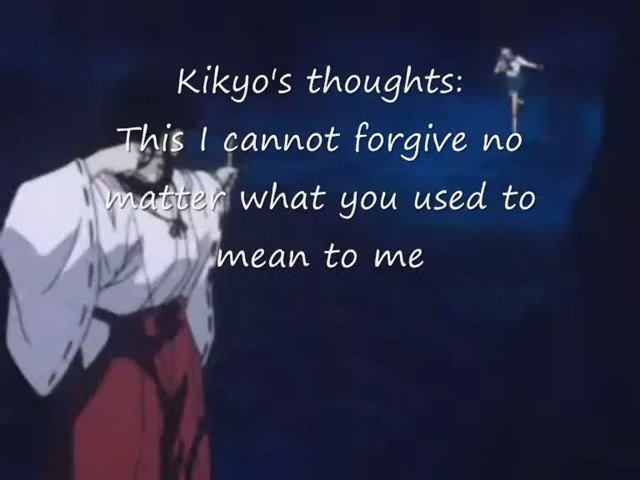 Kikyo's thoughts:
This I cannot forgive no
matter what you used to
mean to me